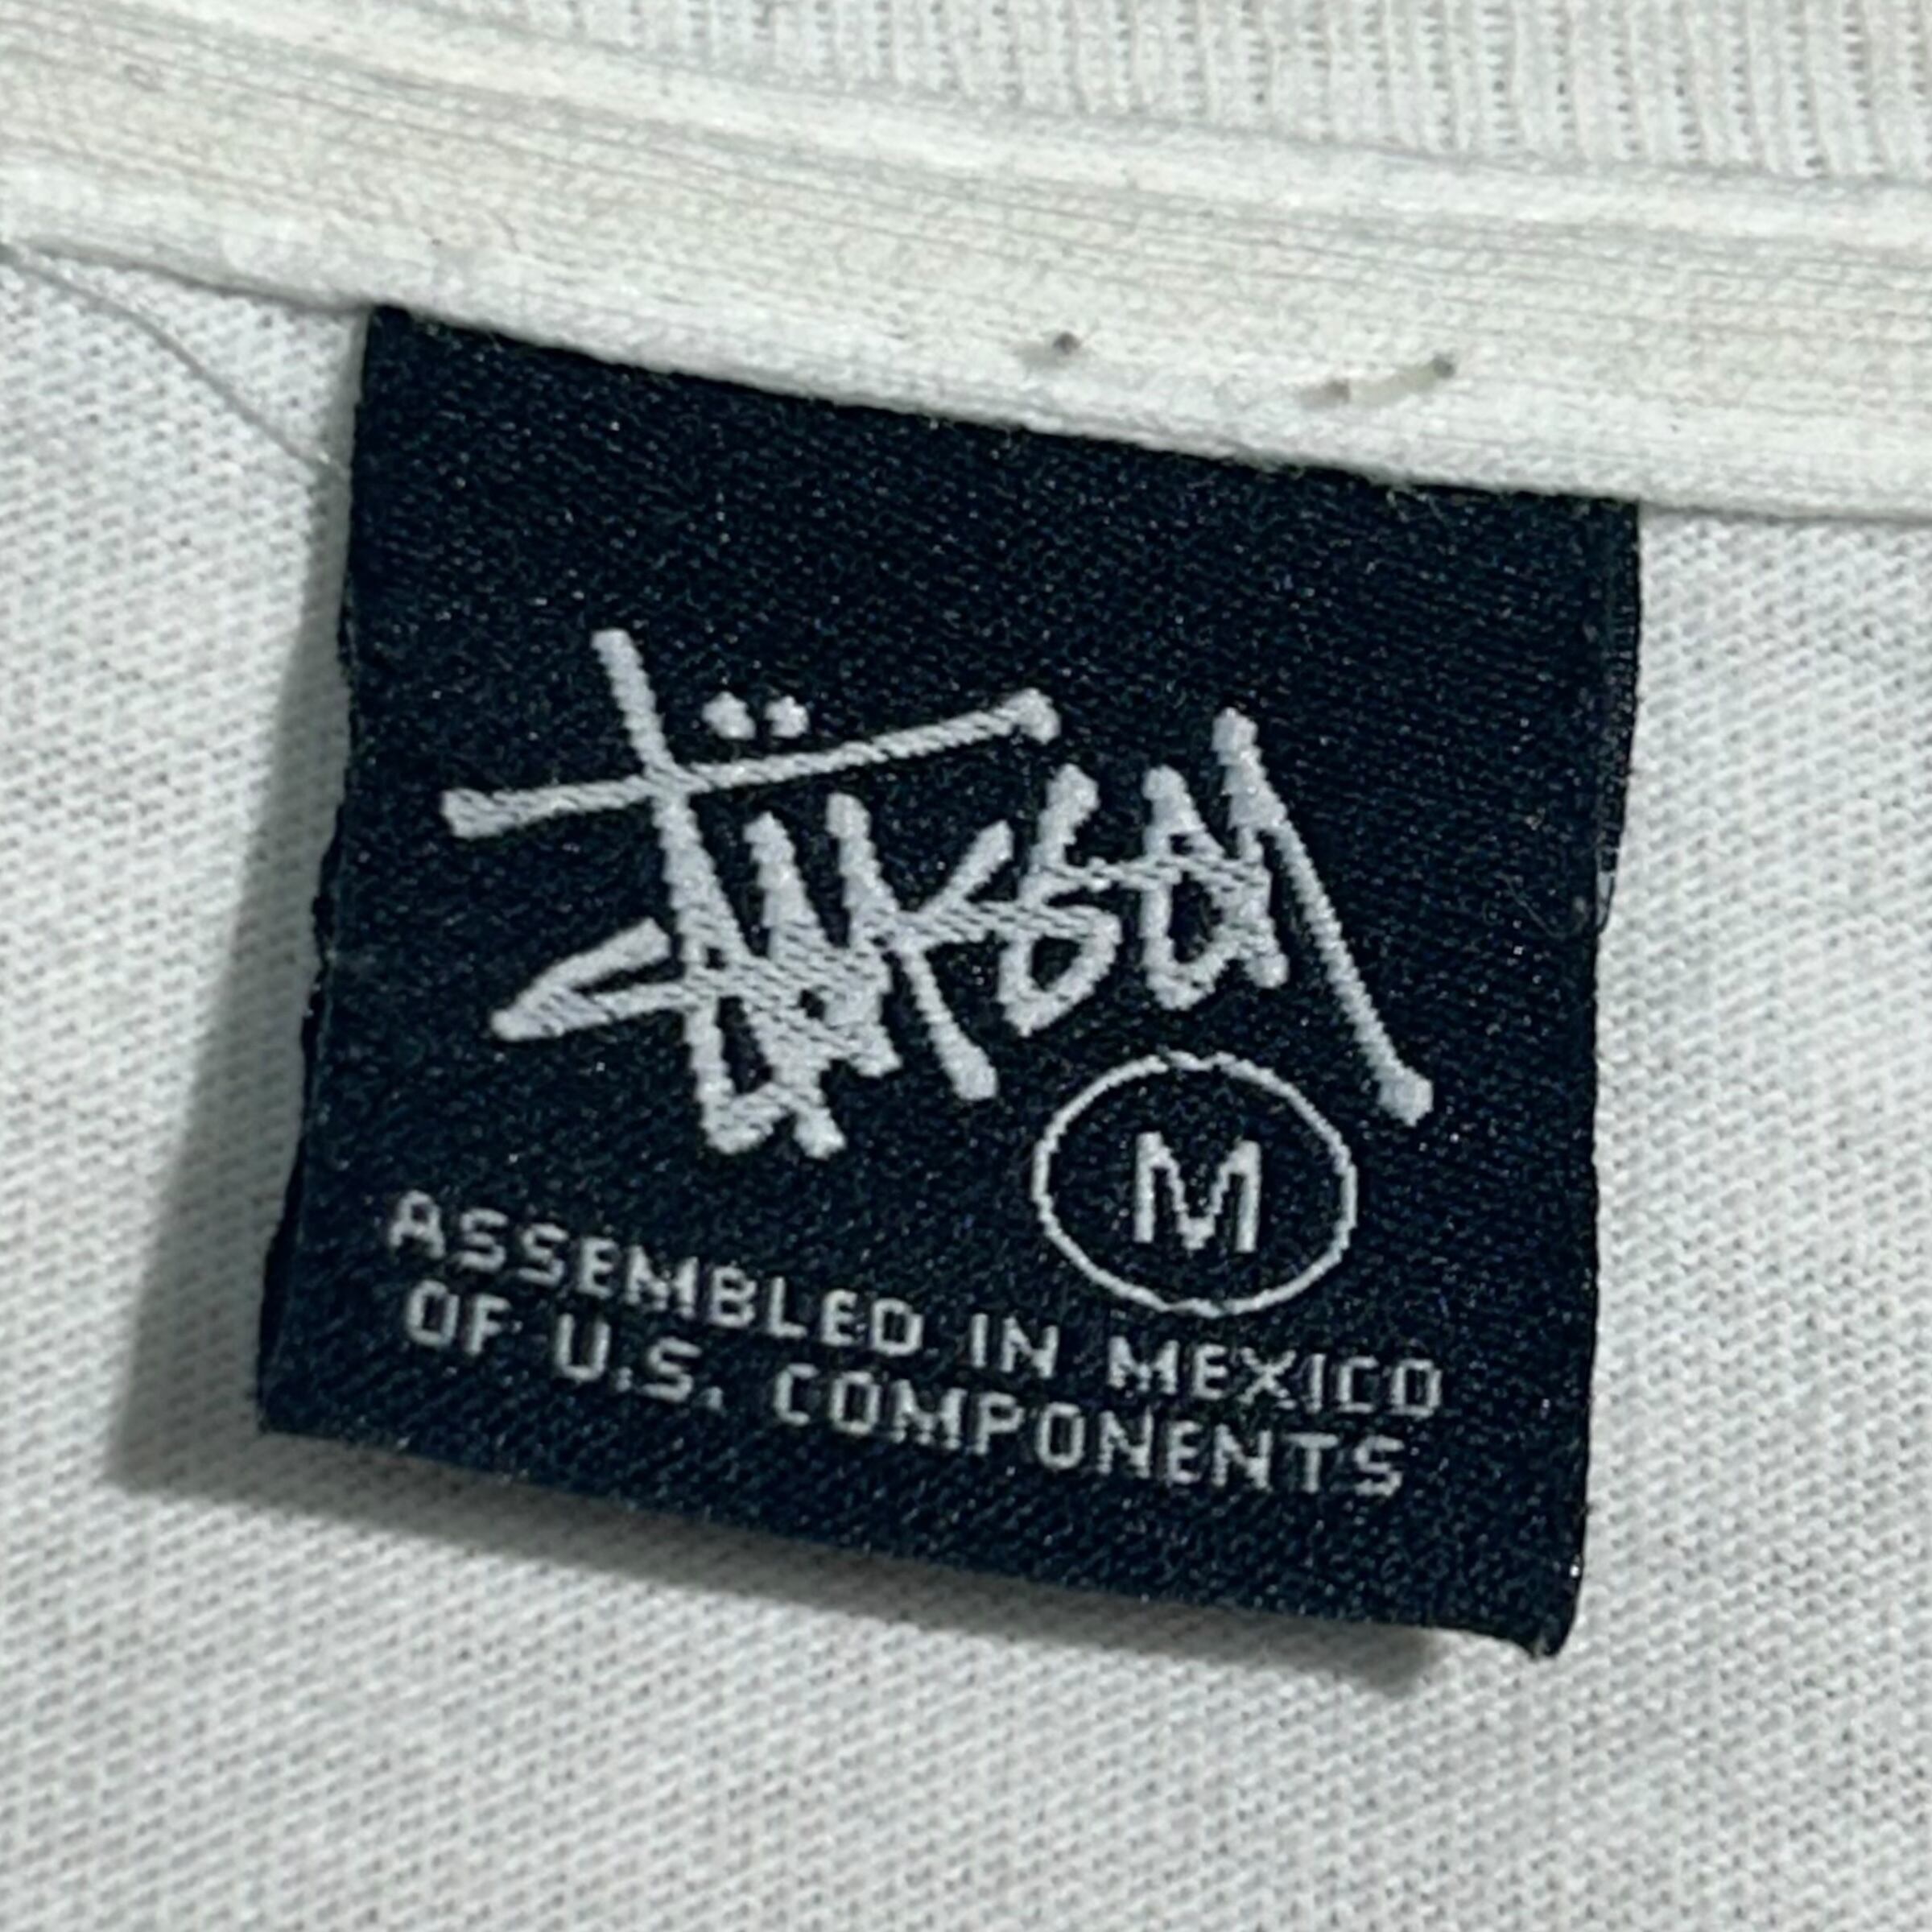 Stüssy
M
ASSEMBLED IN MEXICO
OF U.S. COMPONENTS